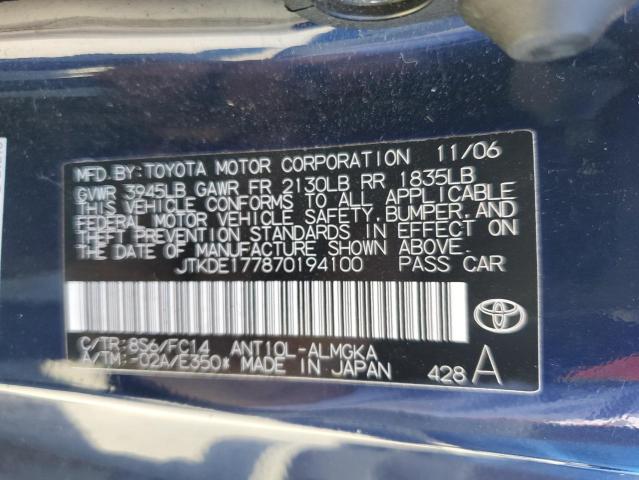 MFD. BY: TOYOTA MOTOR CORPORATION 11/06
GVWR 3945LB GAWR FR 2130LB RR 1835LB
THIS VEHICLE CONFORMS TO ALL APPLICABLE
FEDERAL MOTOR VEHICLE SAFETY, BUMPER, AND
THEFT PREVENTION STANDARDS IN EFFECT ON
THE DATE OF MANUFACTURE SHOWN ABOVE.
JTKDE177870194100 PASS CAR
C/TR: 8S6/FC14 ANT10L-ALMGKA
A/TM: -02A/E350* MADE IN JAPAN
428 A